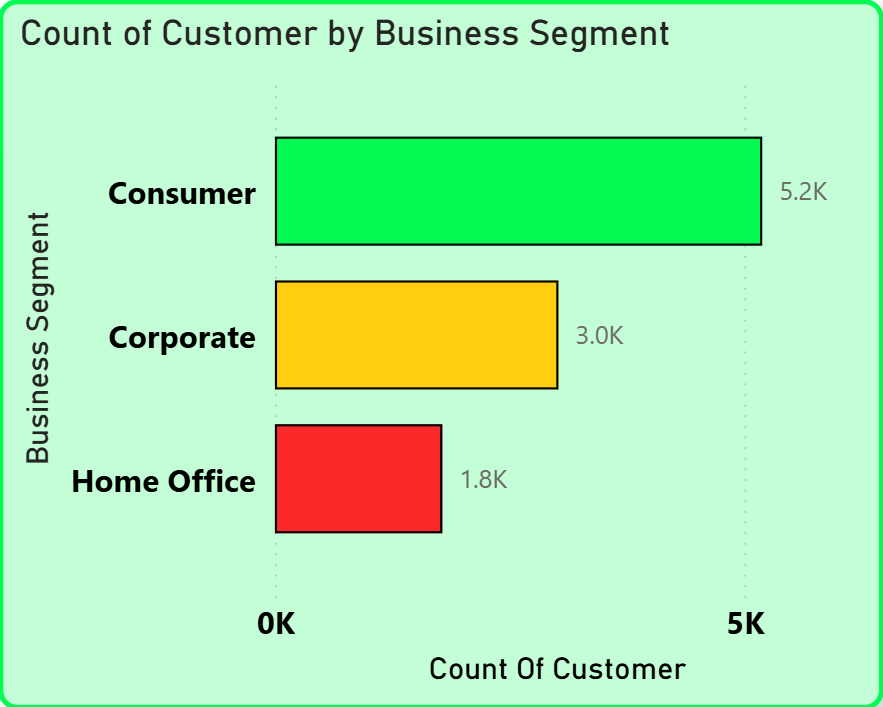 Count of Customer by Business Segment
Business Segment
Consumer
5.2K
Corporate
3.0K
Home Office
1.8K
0K
5K
Count Of Customer